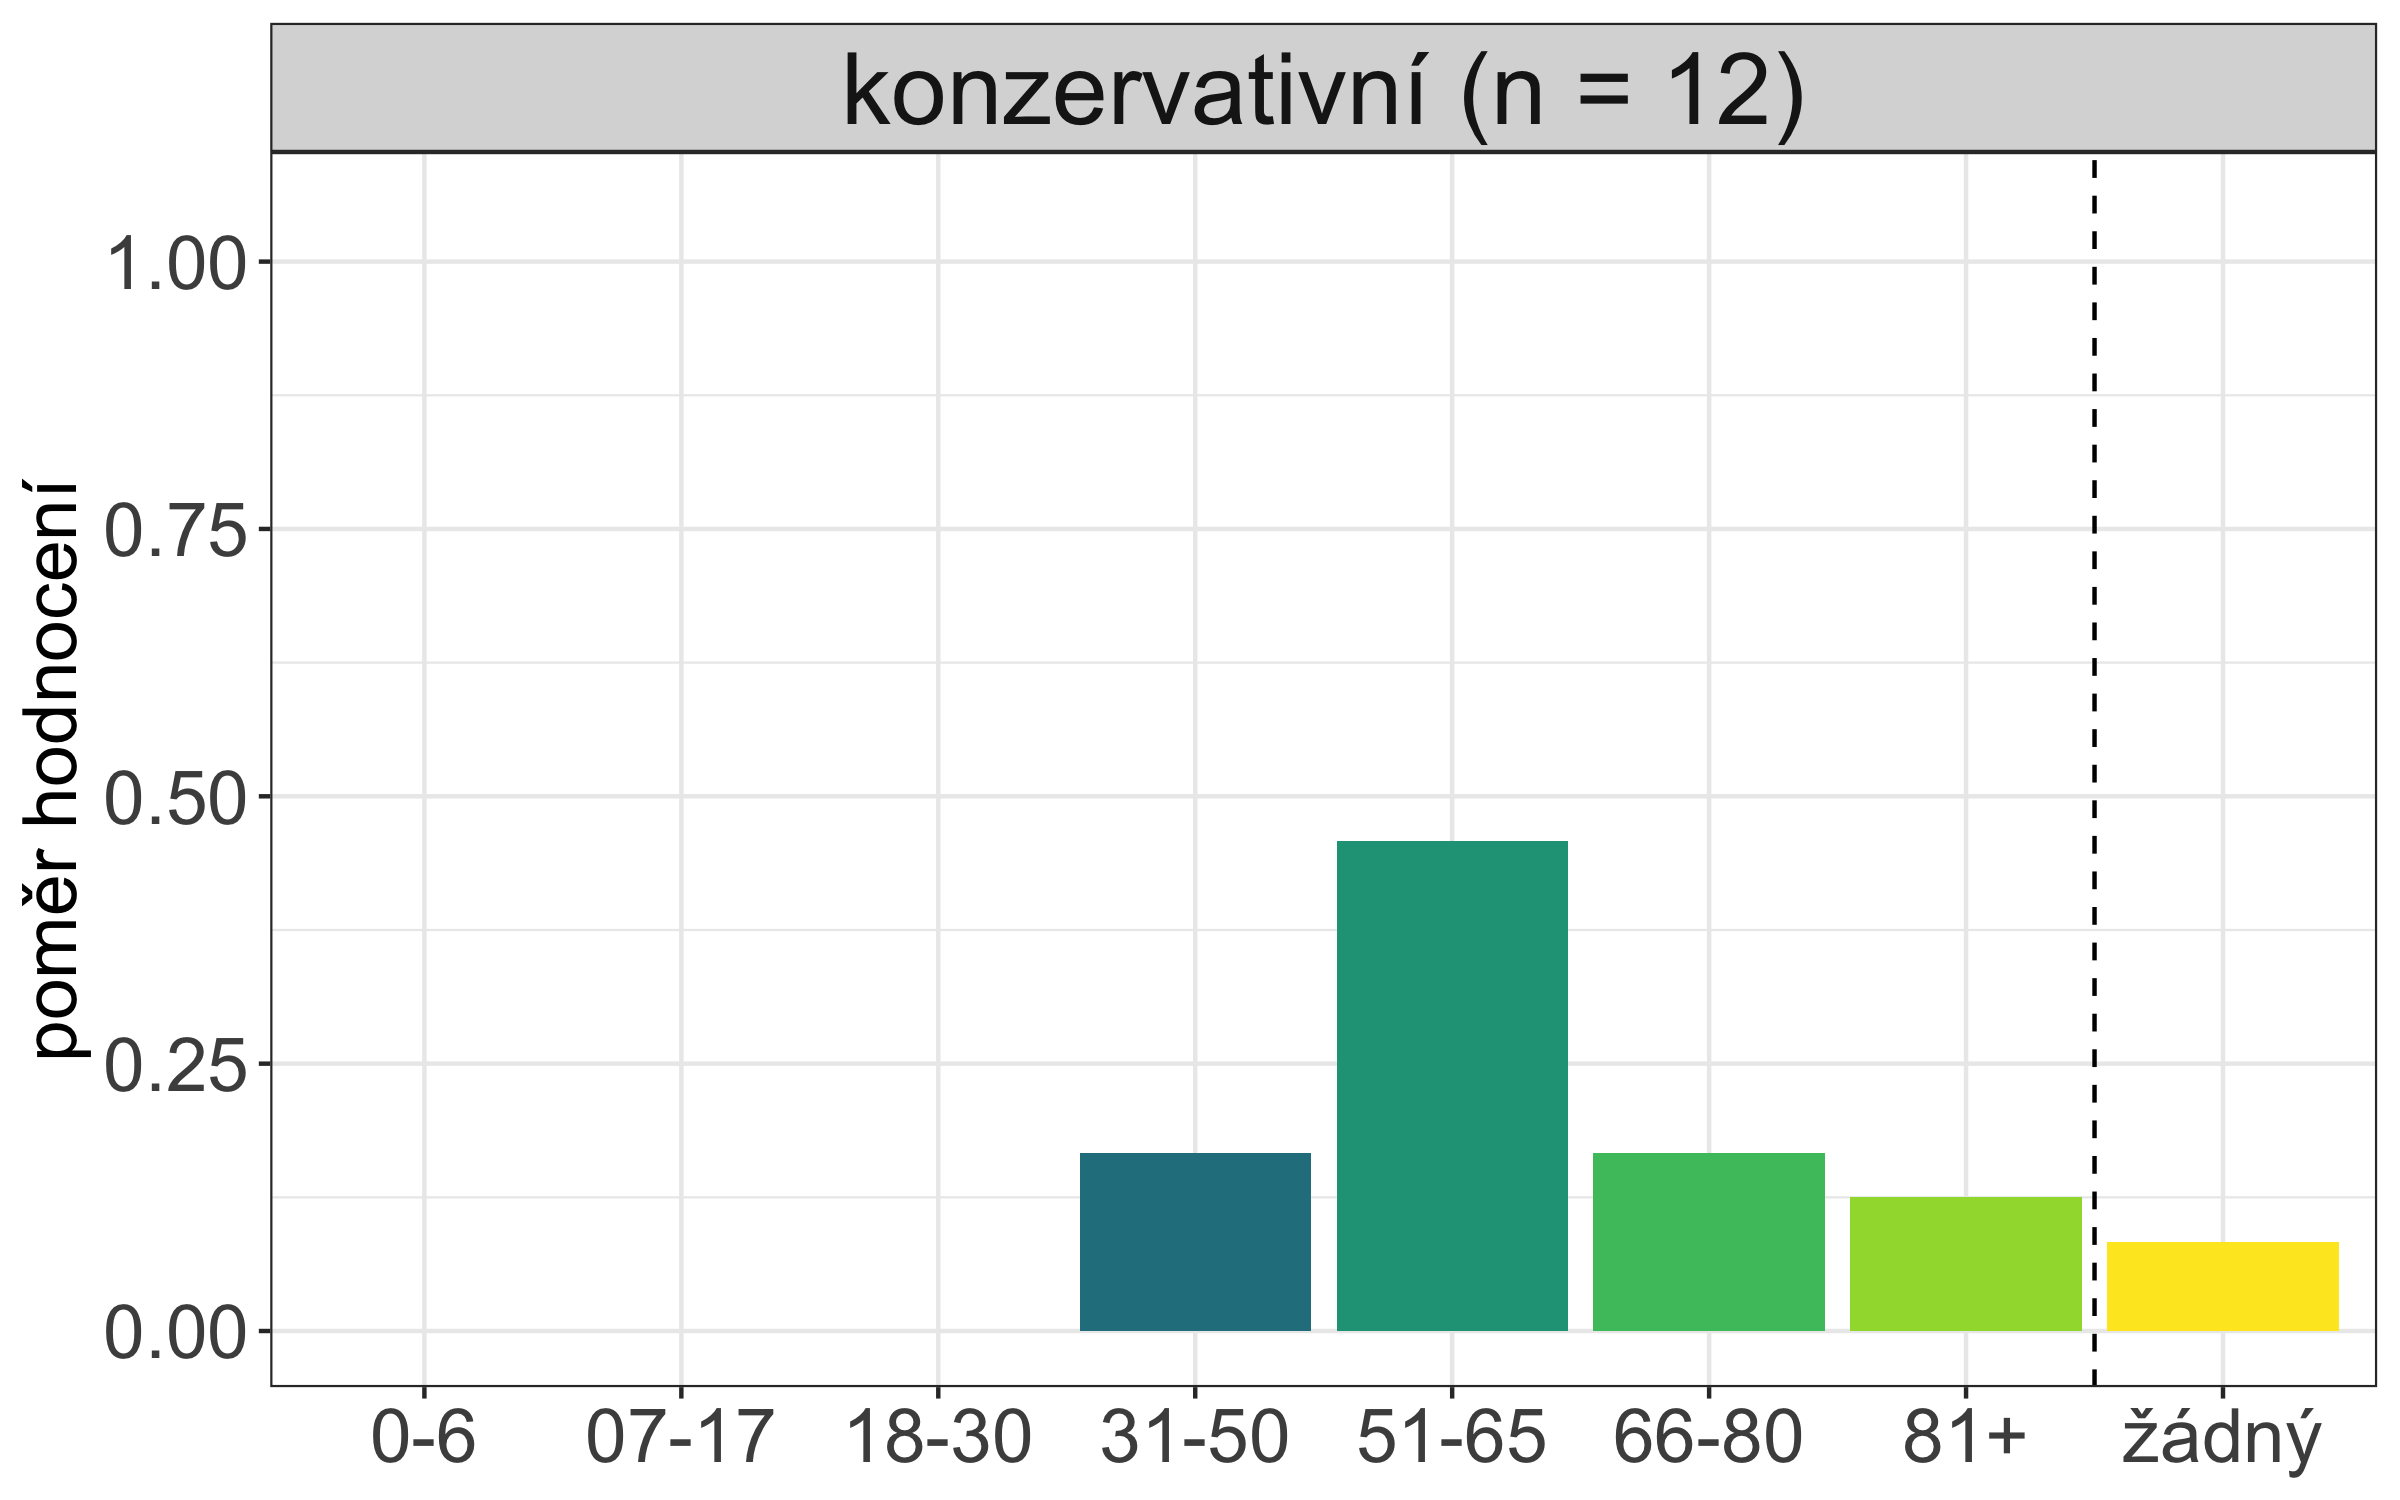 konzervativní (n = 12)
poměr hodnocení
1.00
0.75
0.50
0.25
0.00
0-6 07-17 18-30 31-50 51-65 66-80 81+ žádný